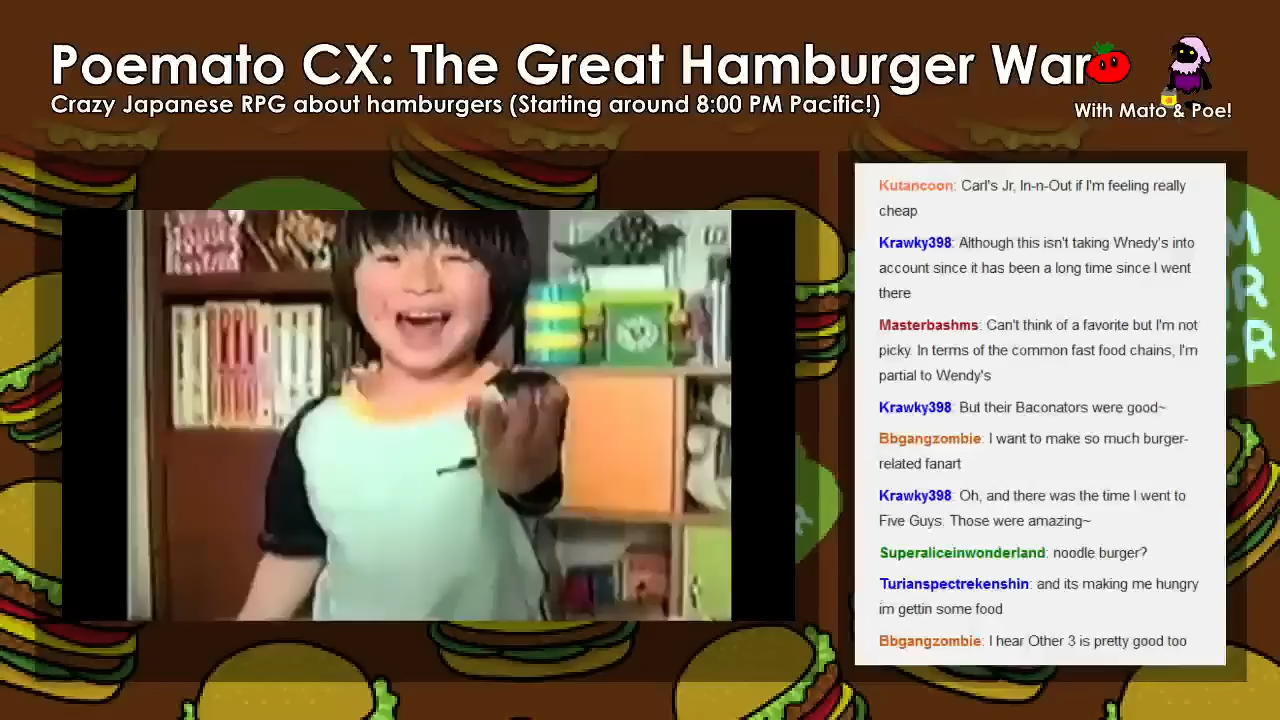 Poemato CX: The Great Hamburger War
Crazy Japanese RPG about hamburgers (Starting around 8:00 PM Pacific!)
With Mato & Poe!
Kutancoon: Carl's Jr, In-n-Out if I'm feeling really
cheap
Krawky398: Although this isn't taking Wnedy's into
account since it has been a long time since I went
there
Masterbashms: Can't think of a favorite but I'm not
picky. In terms of the common fast food chains, I'm
partial to Wendy's
Krawky398: But their Baconators were good~
Bbgangzombie: I want to make so much burger-
related fanart
Krawky398: Oh, and there was the time I went to
Five Guys. Those were amazing~
Superaliceinwonderland: noodle burger?
Turianspectrekenshin: and its making me hungry
im gettin some food
Bbgangzombie: I hear Other 3 is pretty good too